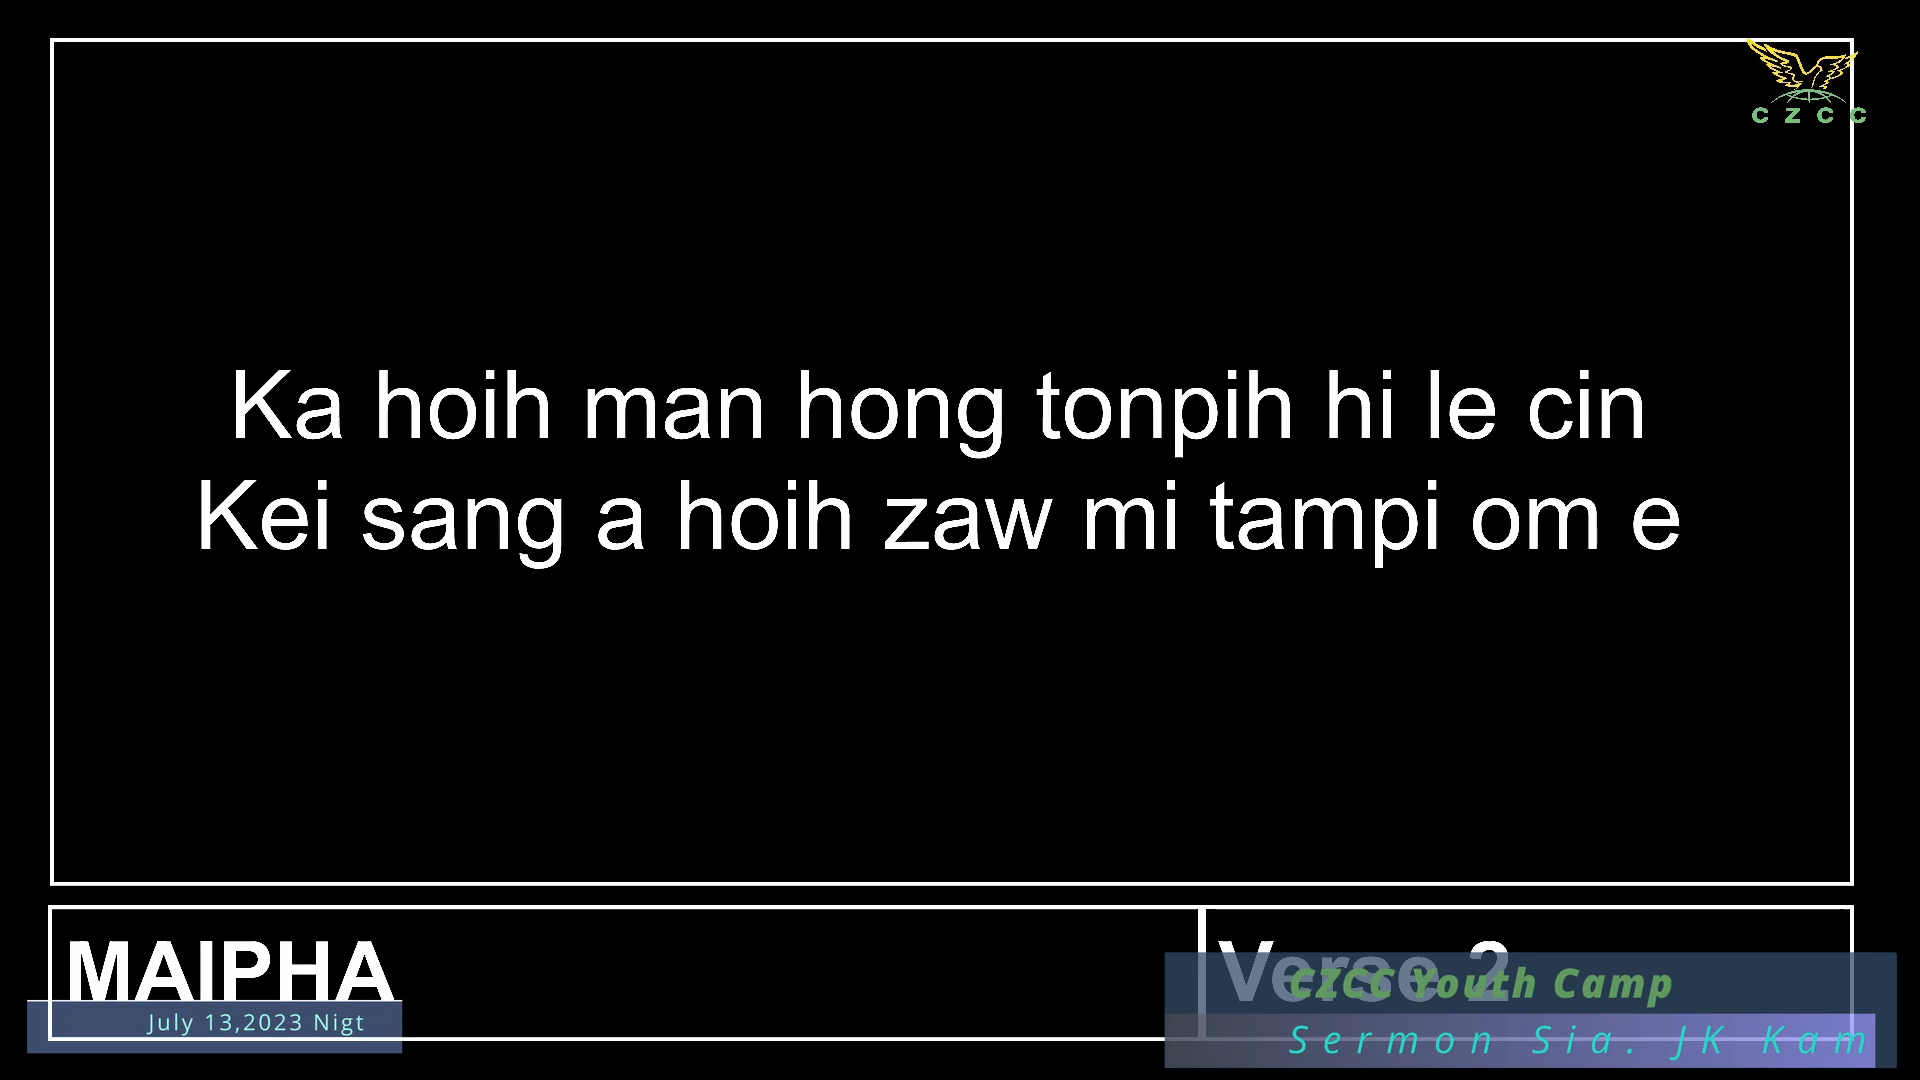 C Z C C
Ka hoih man hong tonpih hi le cin
Kei sang a hoih zaw mi tampi om e
MAIPHA
Verse 2
July 13,2023 Nigt
CZCC Youth Camp
Sermon Sia. JK Kam